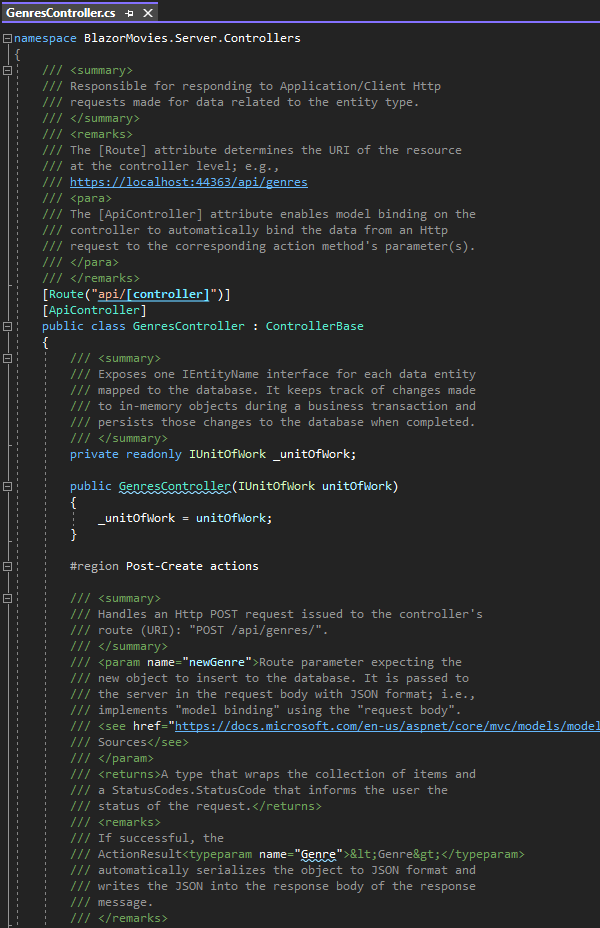 GenresController.cs
namespace BlazorMovies.Server.Controllers
{
/// <summary>
/// Responsible for responding to Application/Client Http
/// requests made for data related to the entity type.
/// </summary>
/// <remarks>
/// The [Route] attribute determines the URI of the resource
/// at the controller level; e.g.,
/// https://localhost:44363/api/genres
/// <para>
/// The [ApiController] attribute enables model binding on the
/// controller to automatically bind the data from an Http
/// request to the corresponding action method's parameter(s).
/// </para>
/// </remarks>
[Route("api/[controller]")]
[ApiController]
public class GenresController : ControllerBase
{
/// <summary>
/// Exposes one IEntityName interface for each data entity
/// mapped to the database. It keeps track of changes made
/// to in-memory objects during a business transaction and
/// persists those changes to the database when completed.
/// </summary>
private readonly IUnitOfWork _unitOfWork;
public GenresController(IUnitOfWork unitOfWork)
{
_unitOfWork = unitOfWork;
}
#region Post-Create actions
/// <summary>
/// Handles an Http POST request issued to the controller's
/// route (URI): "POST /api/genres/".
/// </summary>
/// <param name="newGenre">Route parameter expecting the
/// new object to insert to the database. It is passed to
/// the server in the request body with JSON format; i.e.,
/// implements "model binding" using the "request body".
/// <see href="https://docs.microsoft.com/en-us/aspnet/core/mvc/models/model
/// Sources</see>
/// </param>
/// <returns>A type that wraps the collection of items and
/// a StatusCodes.StatusCode that informs the user the
/// status of the request.</returns>
/// <remarks>
/// If successful, the
/// ActionResult<typeparam name="Genre">&lt;Genre&gt;</typeparam>
/// automatically serializes the object to JSON format and
/// writes the JSON into the response body of the response
/// message.
/// </remarks>